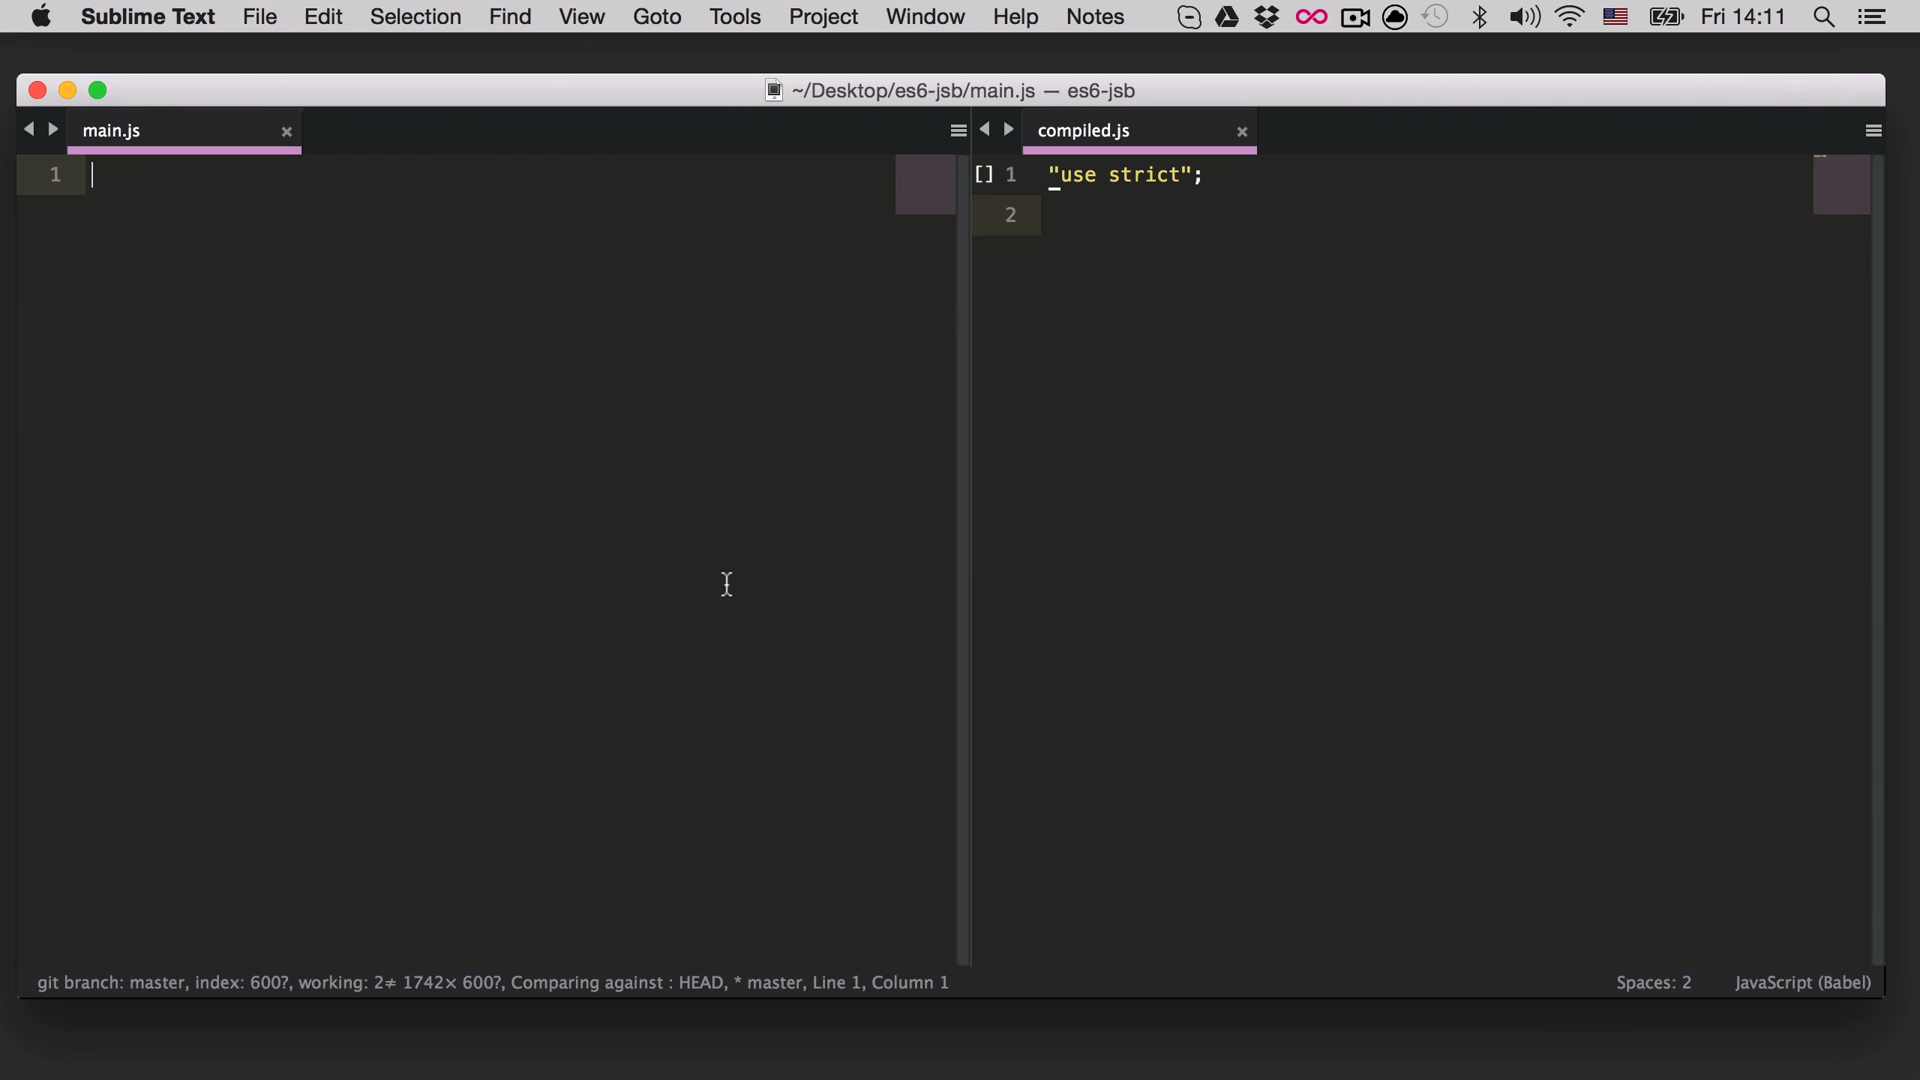 Sublime Text File Edit Selection Find View Goto Tools Project Window Help Notes Fri 14:11
~/Desktop/es6-jsb/main.js — es6-jsb
main.js × compiled.js ×
1
[] 1 "use strict";
2
git branch: master, index: 600?, working: 2≠ 1742× 600?, Comparing against : HEAD, * master, Line 1, Column 1 Spaces: 2 JavaScript (Babel)